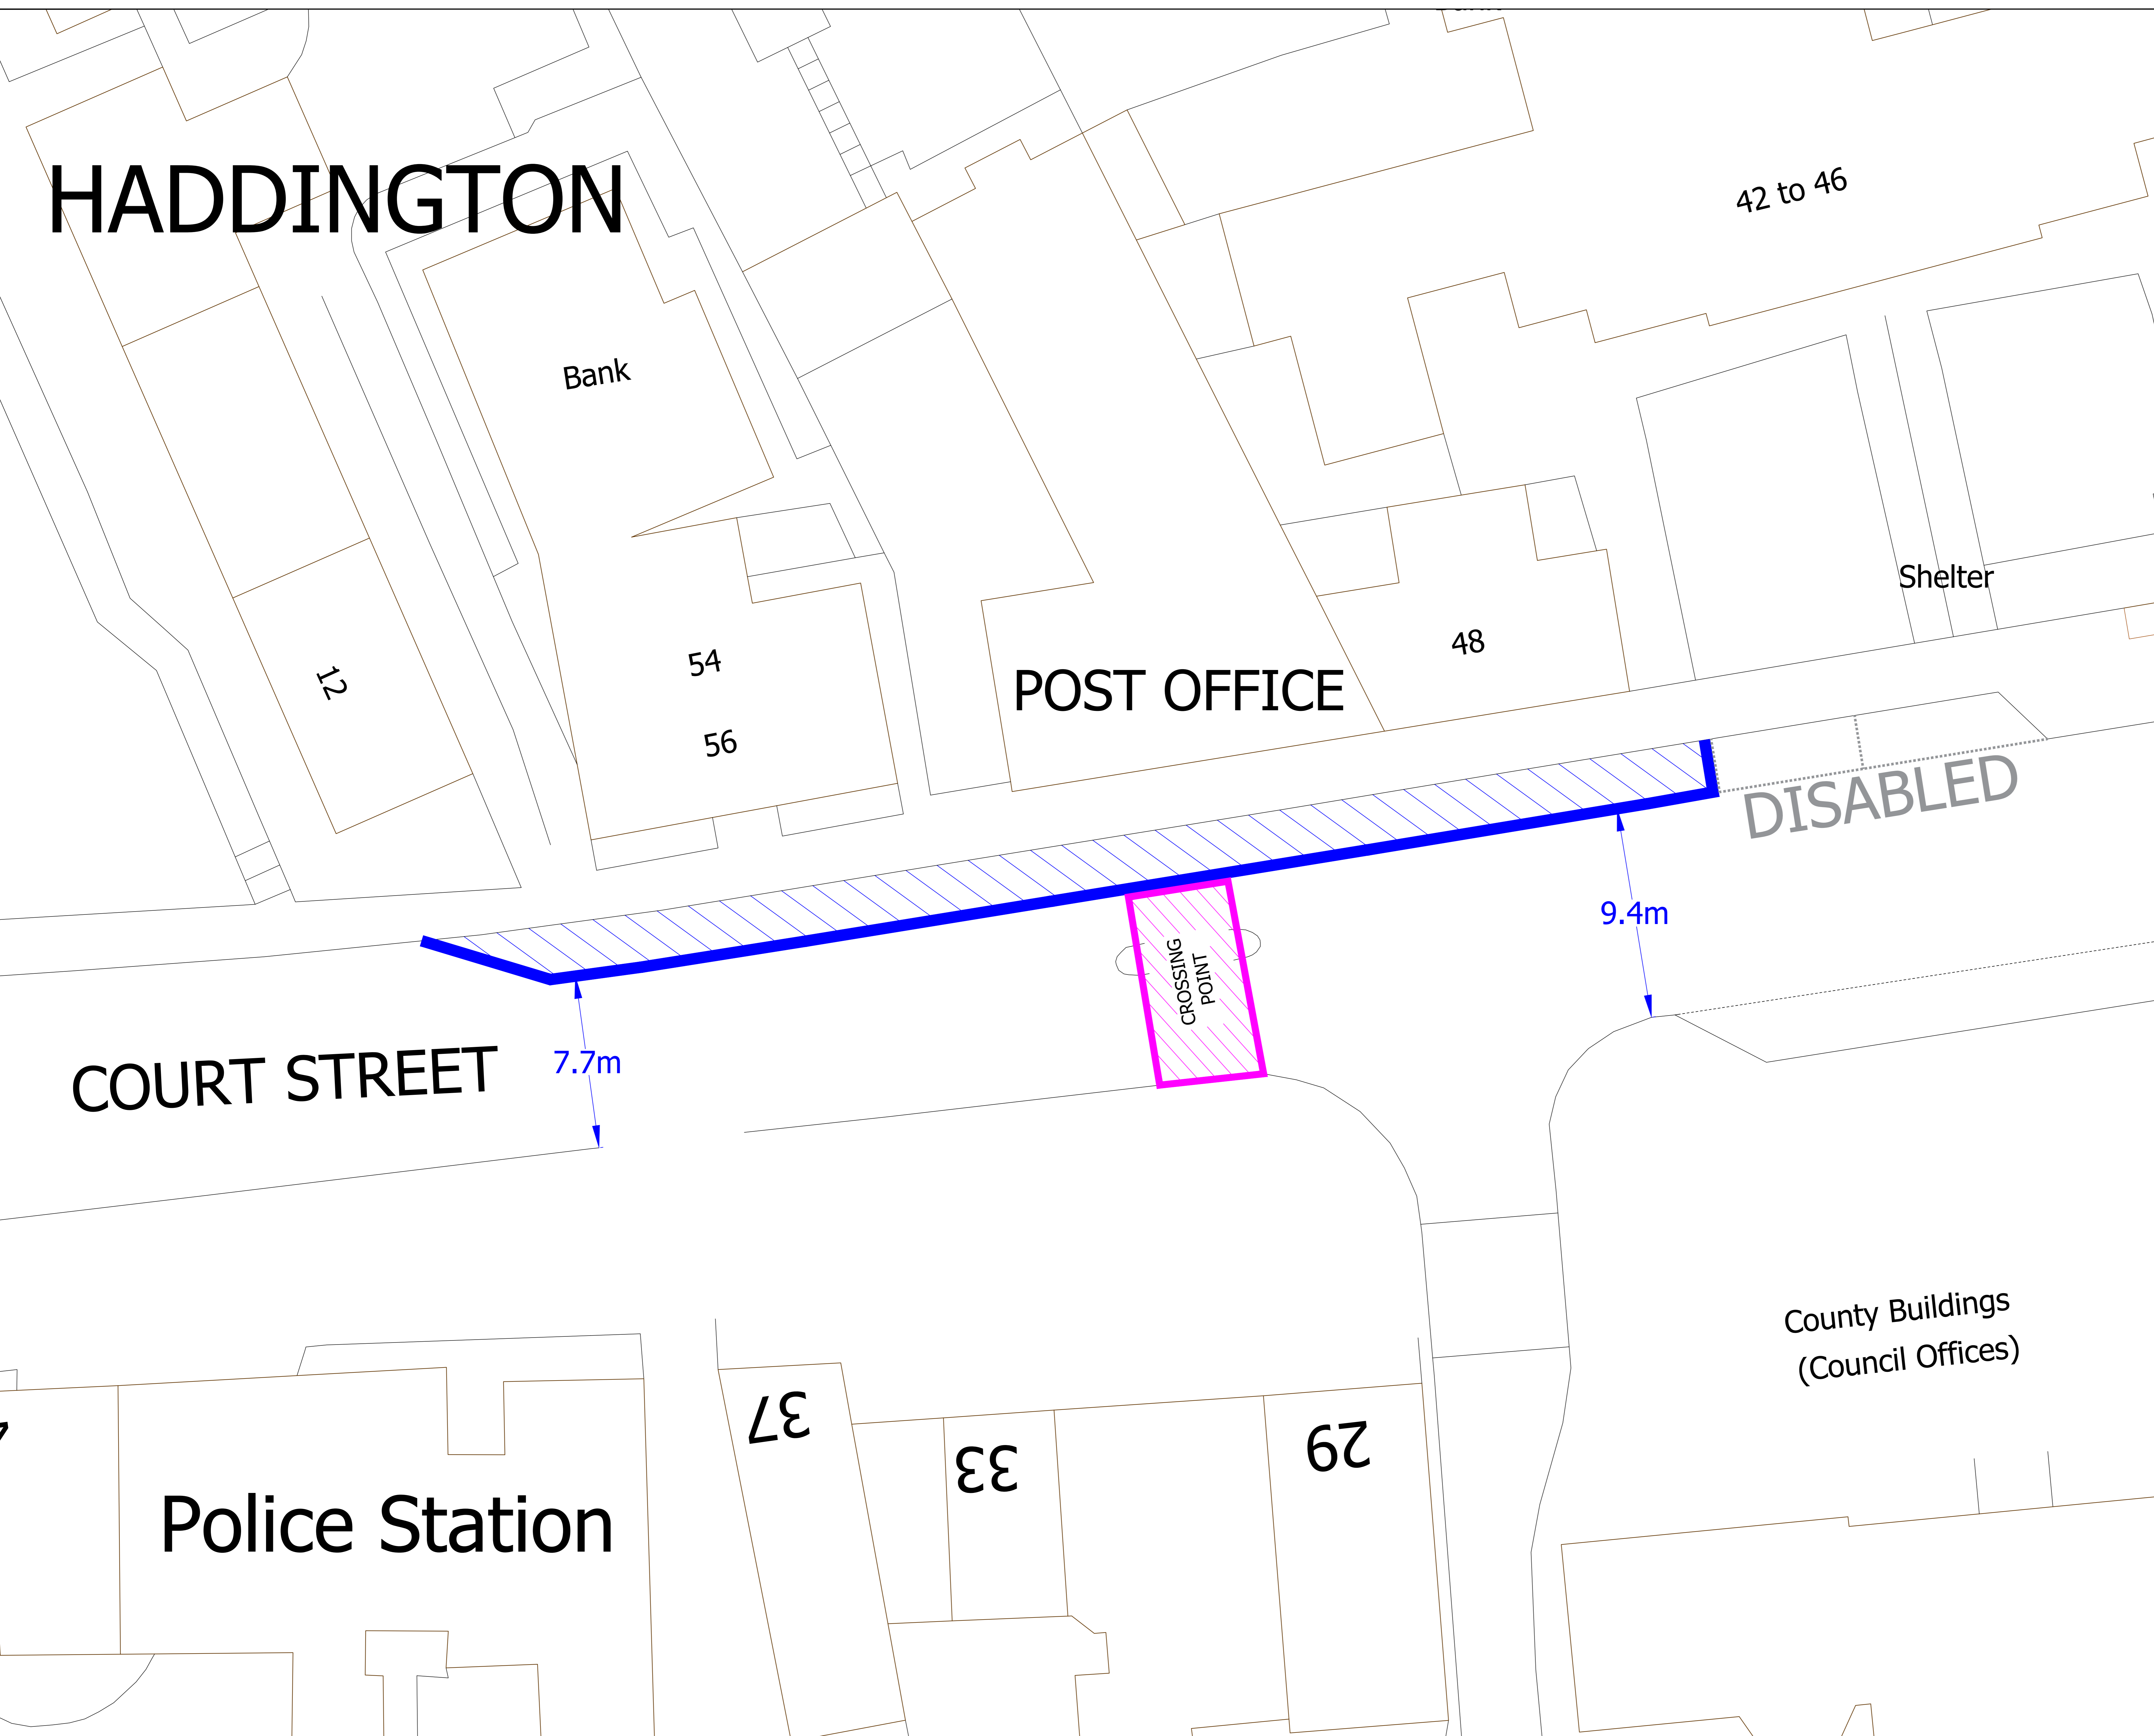 HADDINGTON
42 to 46
Bank
Shelter
12
54
48
POST OFFICE
56
DISABLED
9.4m
CROSSING
POINT
COURT STREET
7.7m
County Buildings
(Council Offices)
37
33
29
Police Station